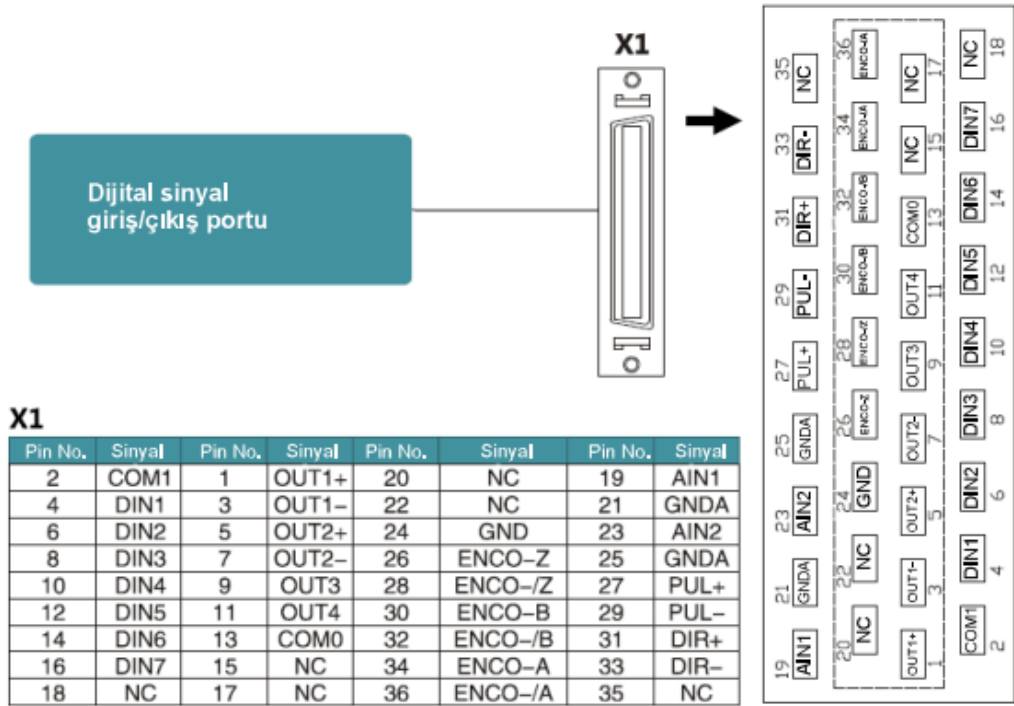 X1
Dijital sinyal
giriş/çıkış portu
X1
Pin No. Sinyal Pin No. Sinyal Pin No. Sinyal Pin No. Sinyal
2 COM1 1 OUT1+ 20 NC 19 AIN1
4 DIN1 3 OUT1– 22 NC 21 GNDA
6 DIN2 5 OUT2+ 24 GND 23 AIN2
8 DIN3 7 OUT2– 26 ENCO–Z 25 GNDA
10 DIN4 9 OUT3 28 ENCO–/Z 27 PUL+
12 DIN5 11 OUT4 30 ENCO–B 29 PUL–
14 DIN6 13 COM0 32 ENCO–/B 31 DIR+
16 DIN7 15 NC 34 ENCO–A 33 DIR–
18 NC 17 NC 36 ENCO–/A 35 NC
19 AIN1
21 GNDA
23 AIN2
25 GNDA
27 PUL+
29 PUL-
31 DIR+
33 DIR-
35 NC
20 NC
22 NC
24 GND
26 ENCO-Z
28 ENCO-/Z
30 ENCO-/B
32 ENCO-/B
34 ENCO-/A
36 ENCO-/A
OUT1+ 1
OUT1- 3
OUT2+ 5
OUT2- 7
OUT3 9
OUT4 11
COM0 13
NC 15
NC 17
COM1 2
DIN1 4
DIN2 6
DIN3 8
DIN4 10
DIN5 12
DIN6 14
DIN7 16
NC 18